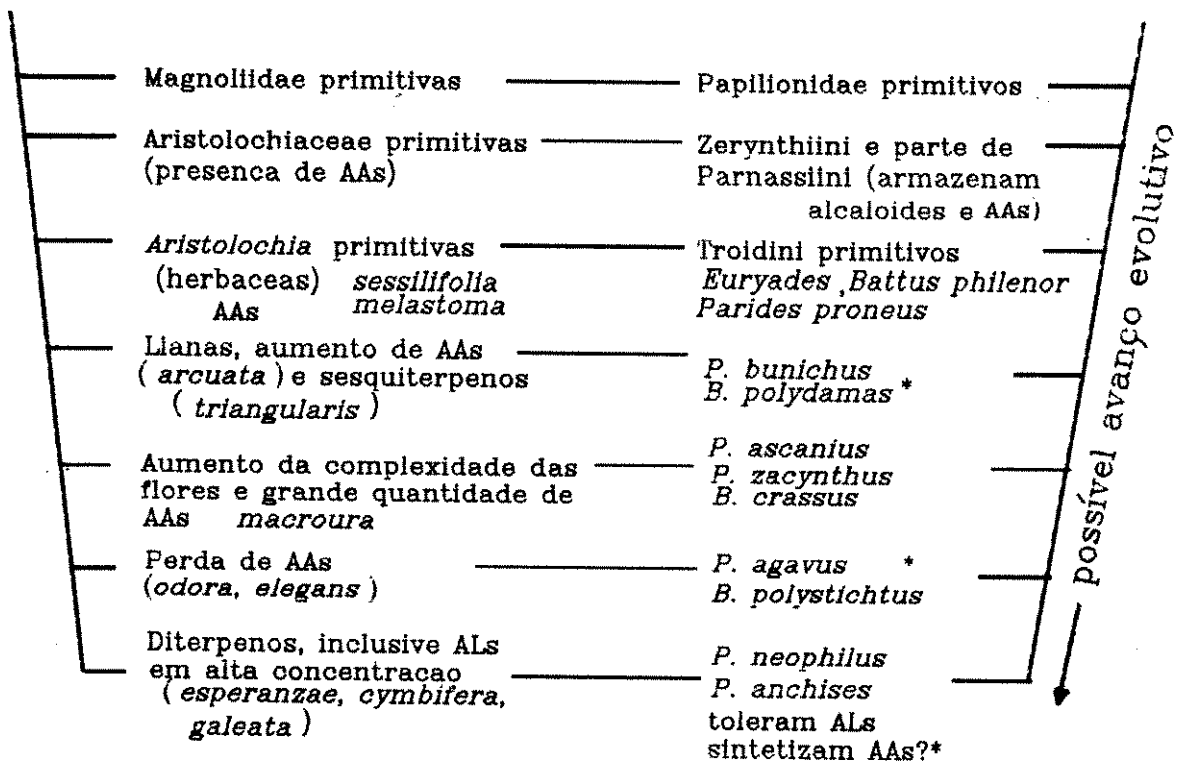 Magnoliidae primitivas
Papilionidae primitivos
Aristolochiaceae primitivas
(presenca de AAs)
Zerynthiini e parte de
Parnassiini (armazenam
alcaloides e AAs)
Aristolochia primitivas
(herbaceas) sessilifolia
AAs melastoma
Troidini primitivos
Euryades, Battus philenor
Parides proneus
Lianas, aumento de AAs
(arcuata) e sesquiterpenos
(triangularis)
P. bunichus
B. polydamas *
Aumento da complexidade das
flores e grande quantidade de
AAs macroura
P. ascanius
P. zacynthus
B. crassus
Perda de AAs
(odora, elegans)
P. agavus *
B. polystichtus
Diterpenos, inclusive ALs
em alta concentracao
(esperanzae, cymbifera,
galeata)
P. neophilus
P. anchises
toleram ALs
sintetizam AAs?*
possível avanço evolutivo